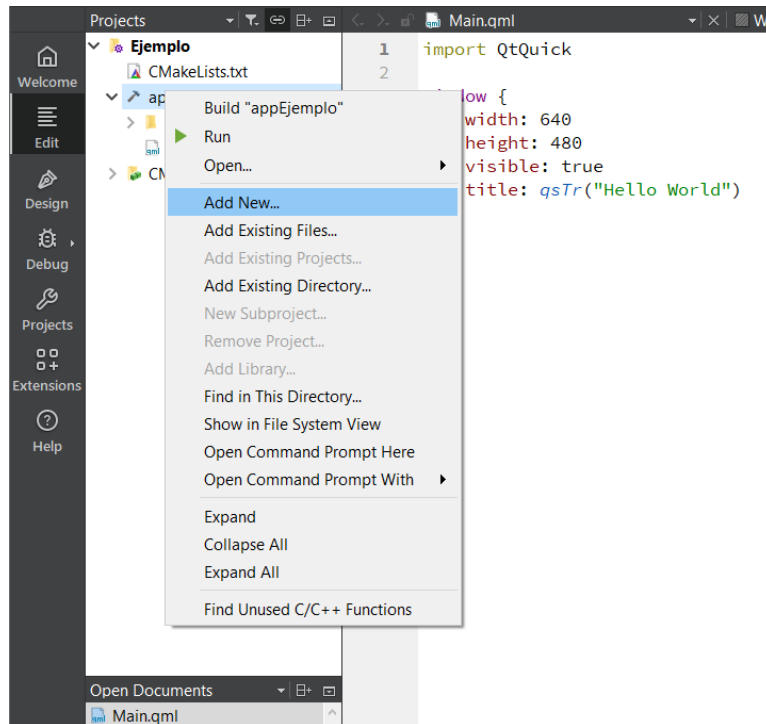 Projects
Main.qml
W
Welcome
Edit
Design
Debug
Projects
Extensions
Help
Ejemplo
CMakeLists.txt
ap
CM
Build "appEjemplo"
Run
Open...
Add New...
Add Existing Files...
Add Existing Projects...
Add Existing Directory...
New Subproject...
Remove Project...
Add Library...
Find in This Directory...
Show in File System View
Open Command Prompt Here
Open Command Prompt With
Expand
Collapse All
Expand All
Find Unused C/C++ Functions
1 import QtQuick
2
ow {
width: 640
height: 480
visible: true
title: qsTr("Hello World")
Open Documents
Main.qml